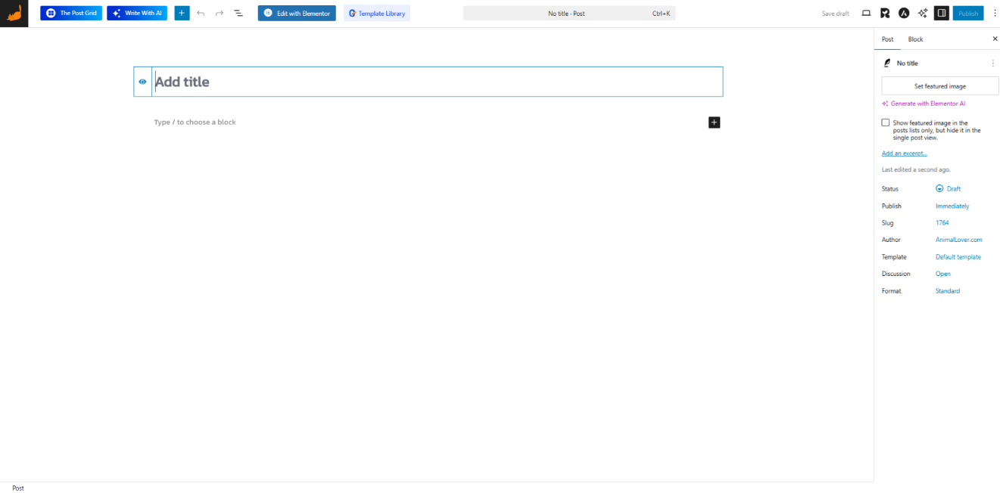 The Post Grid
Write With AI
Edit with Elementor
Template Library
No title · Post
Ctrl+K
Save draft
Publish
Post
Block
Add title
Type / to choose a block
No title
Set featured image
Generate with Elementor AI
Show featured image in the
posts lists only, but hide it in the
single post view.
Add an excerpt...
Last edited a second ago.
Status
Draft
Publish
Immediately
Slug
1764
Author
AnimalLover.com
Template
Default template
Discussion
Open
Format
Standard
Post